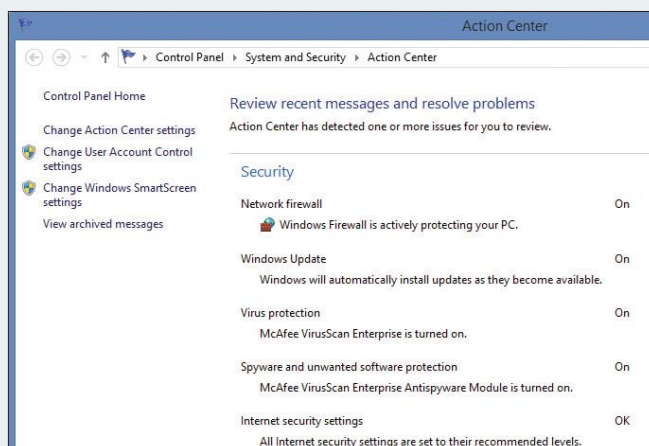 Action Center
Control Panel ▸ System and Security ▸ Action Center
Control Panel Home
Change Action Center settings
Change User Account Control
settings
Change Windows SmartScreen
settings
View archived messages
Review recent messages and resolve problems
Action Center has detected one or more issues for you to review.
Security
Network firewall On
Windows Firewall is actively protecting your PC.
Windows Update On
Windows will automatically install updates as they become available.
Virus protection On
McAfee VirusScan Enterprise is turned on.
Spyware and unwanted software protection On
McAfee VirusScan Enterprise Antispyware Module is turned on.
Internet security settings OK
All Internet security settings are set to their recommended levels.